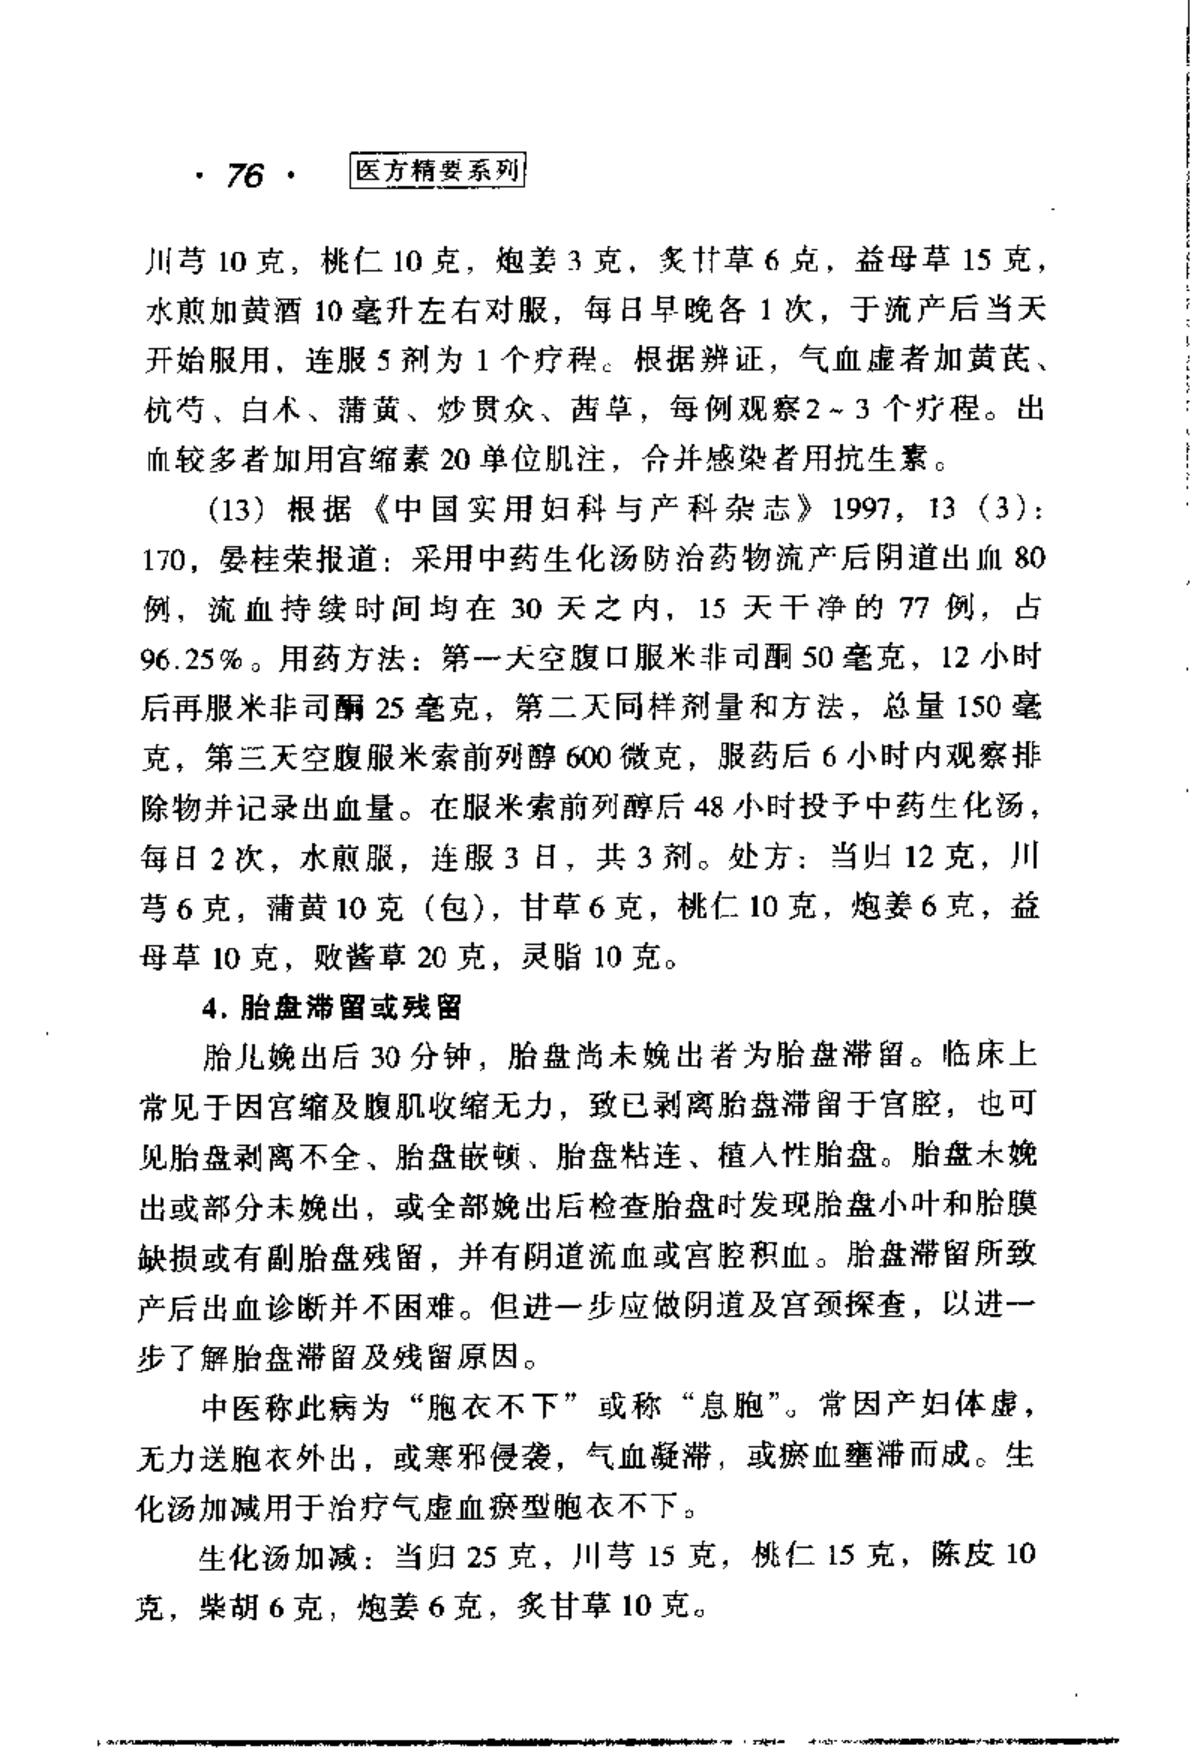 · 76 · 医方精要系列
川芎 10 克，桃仁 10 克，炮姜 3 克，炙甘草 6 克，益母草 15 克，
水煎加黄酒 10 毫升左右对服，每日早晚各 1 次，于流产后当天
开始服用，连服 5 剂为 1 个疗程。根据辨证，气血虚者加黄芪、
杭芍、白术、蒲黄、炒贯众、茜草，每例观察2～3 个疗程。出
血较多者加用宫缩素 20 单位肌注，合并感染者用抗生素。
(13) 根据《中国实用妇科与产科杂志》1997，13（3）：
170，晏桂荣报道：采用中药生化汤防治药物流产后阴道出血 80
例，流血持续时间均在 30 天之内，15 天干净的 77 例，占
96.25%。用药方法：第一天空腹口服米非司酮 50 毫克，12 小时
后再服米非司酮 25 毫克，第二天同样剂量和方法，总量 150 毫
克，第三天空腹服米索前列醇 600 微克，服药后 6 小时内观察排
除物并记录出血量。在服米索前列醇后 48 小时投予中药生化汤，
每日 2 次，水煎服，连服 3 日，共 3 剂。处方：当归 12 克，川
芎 6 克，蒲黄 10 克（包），甘草 6 克，桃仁 10 克，炮姜 6 克，益
母草 10 克，败酱草 20 克，灵脂 10 克。
4. 胎盘滞留或残留
胎儿娩出后 30 分钟，胎盘尚未娩出者为胎盘滞留。临床上
常见于因宫缩及腹肌收缩无力，致已剥离胎盘滞留于宫腔，也可
见胎盘剥离不全、胎盘嵌顿、胎盘粘连、植入性胎盘。胎盘未娩
出或部分未娩出，或全部娩出后检查胎盘时发现胎盘小叶和胎膜
缺损或有副胎盘残留，并有阴道流血或宫腔积血。胎盘滞留所致
产后出血诊断并不困难。但进一步应做阴道及宫颈探查，以进一
步了解胎盘滞留及残留原因。
中医称此病为“胞衣不下”或称“息胞”。常因产妇体虚，
无力送胞衣外出，或寒邪侵袭，气血凝滞，或瘀血壅滞而成。生
化汤加减用于治疗气虚血瘀型胞衣不下。
生化汤加减：当归 25 克，川芎 15 克，桃仁 15 克，陈皮 10
克，柴胡 6 克，炮姜 6 克，炙甘草 10 克。